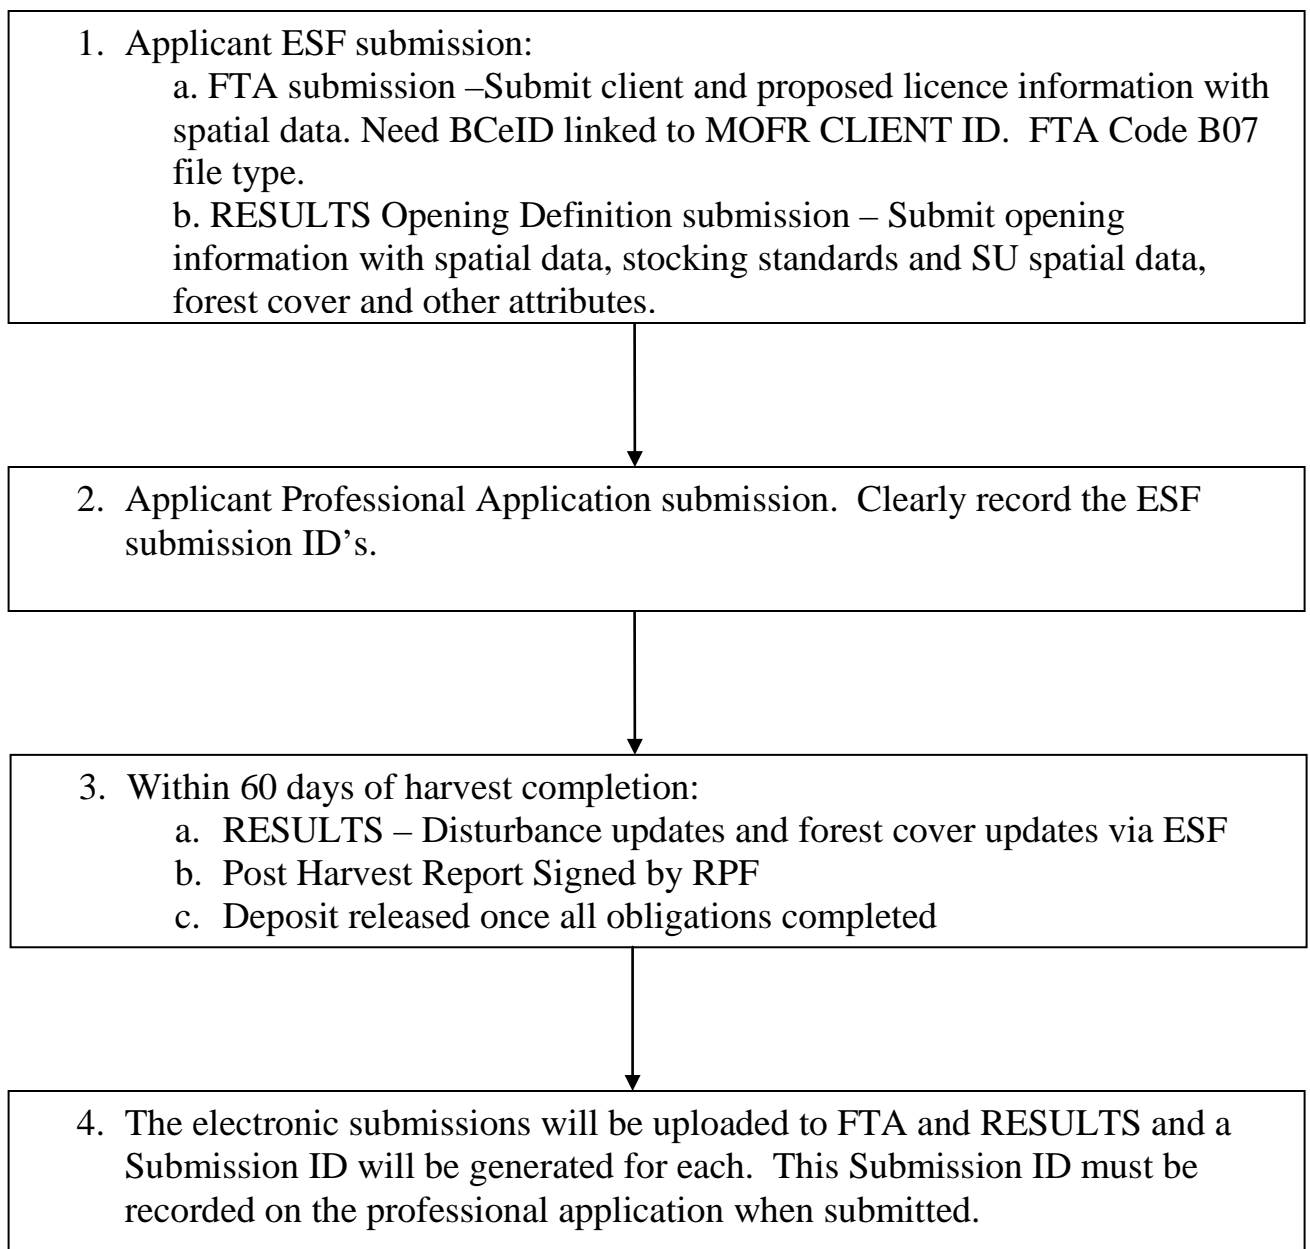 1. Applicant ESF submission:
a. FTA submission –Submit client and proposed licence information with
spatial data. Need BCeID linked to MOFR CLIENT ID.  FTA Code B07
file type.
b. RESULTS Opening Definition submission – Submit opening
information with spatial data, stocking standards and SU spatial data,
forest cover and other attributes.
2. Applicant Professional Application submission.  Clearly record the ESF
submission ID’s.
3. Within 60 days of harvest completion:
a. RESULTS – Disturbance updates and forest cover updates via ESF
b. Post Harvest Report Signed by RPF
c. Deposit released once all obligations completed
4. The electronic submissions will be uploaded to FTA and RESULTS and a
Submission ID will be generated for each.  This Submission ID must be
recorded on the professional application when submitted.